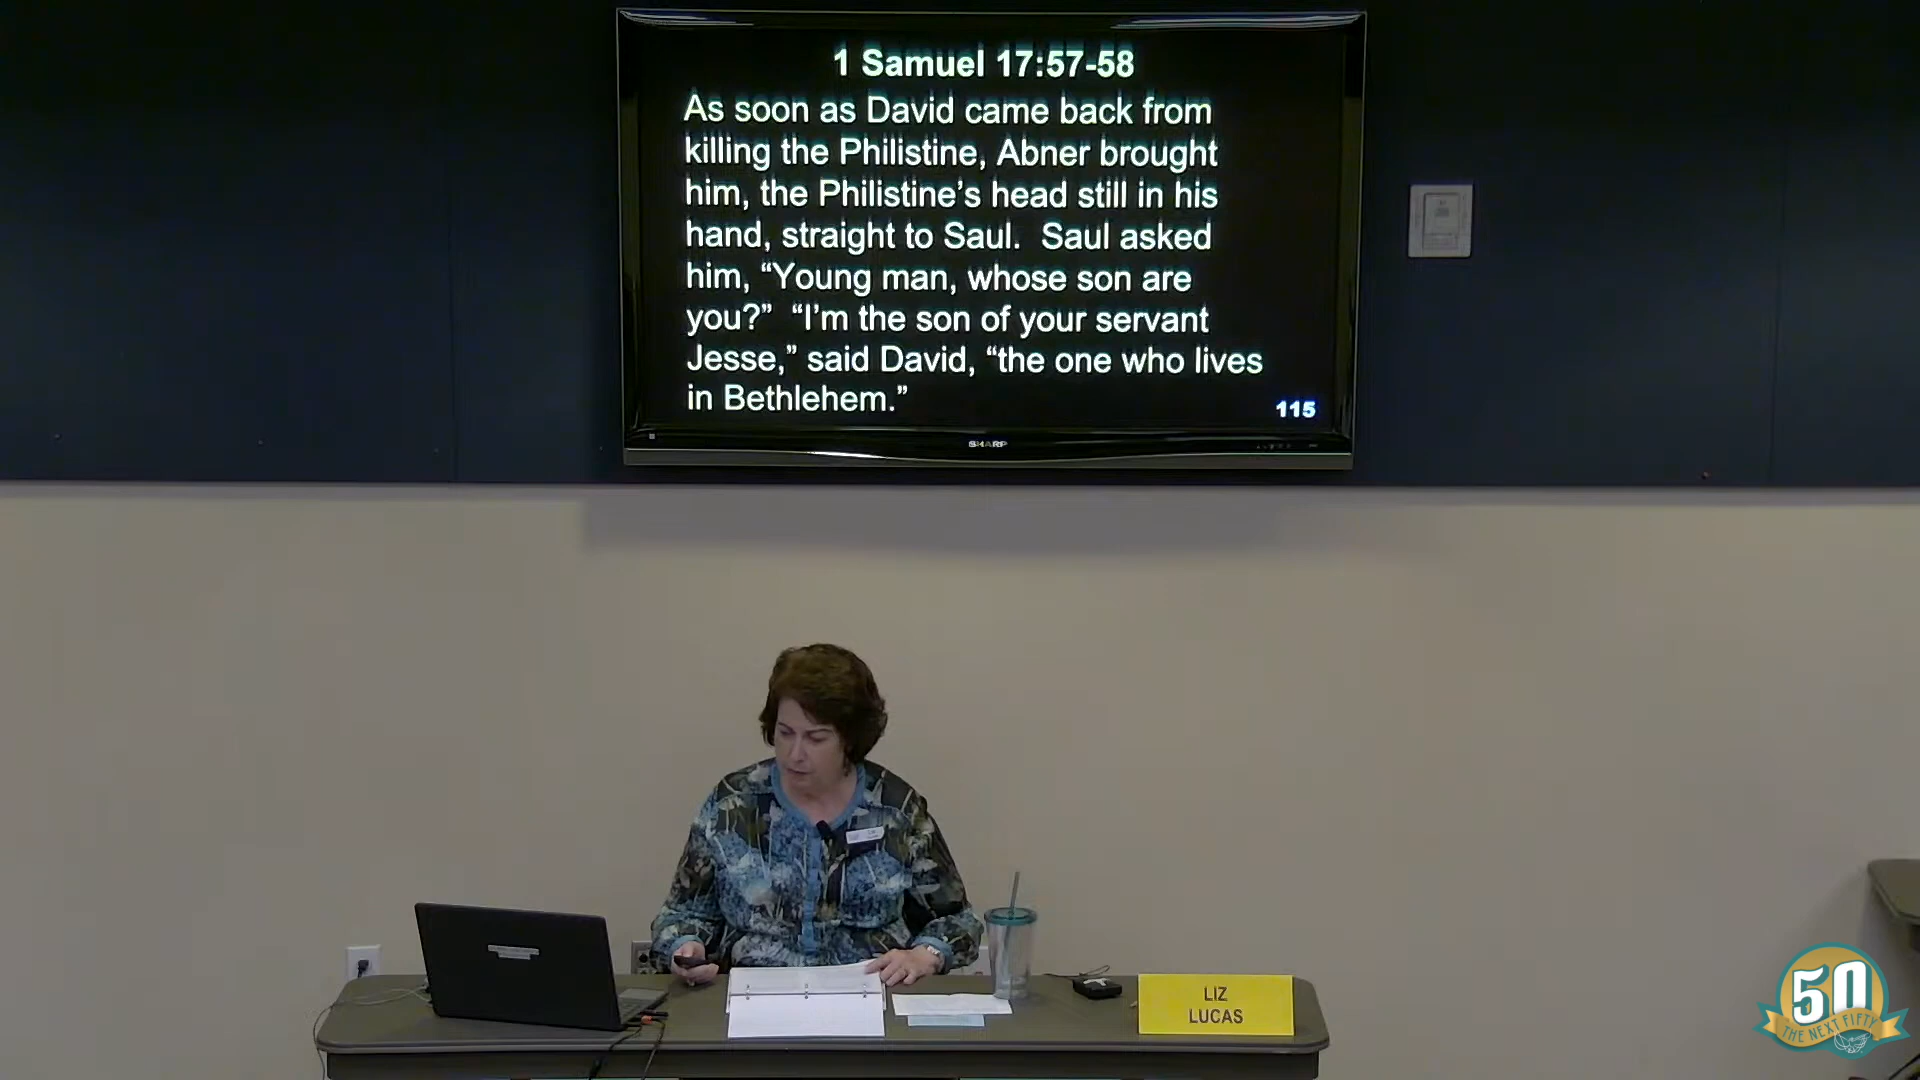 1 Samuel 17:57-58
As soon as David came back from
killing the Philistine, Abner brought
him, the Philistine’s head still in his
hand, straight to Saul.  Saul asked
him, “Young man, whose son are
you?”  “I’m the son of your servant
Jesse,” said David, “the one who lives
in Bethlehem.”
115
SHARP
LIZ
LUCAS
50
THE NEXT FIFTY